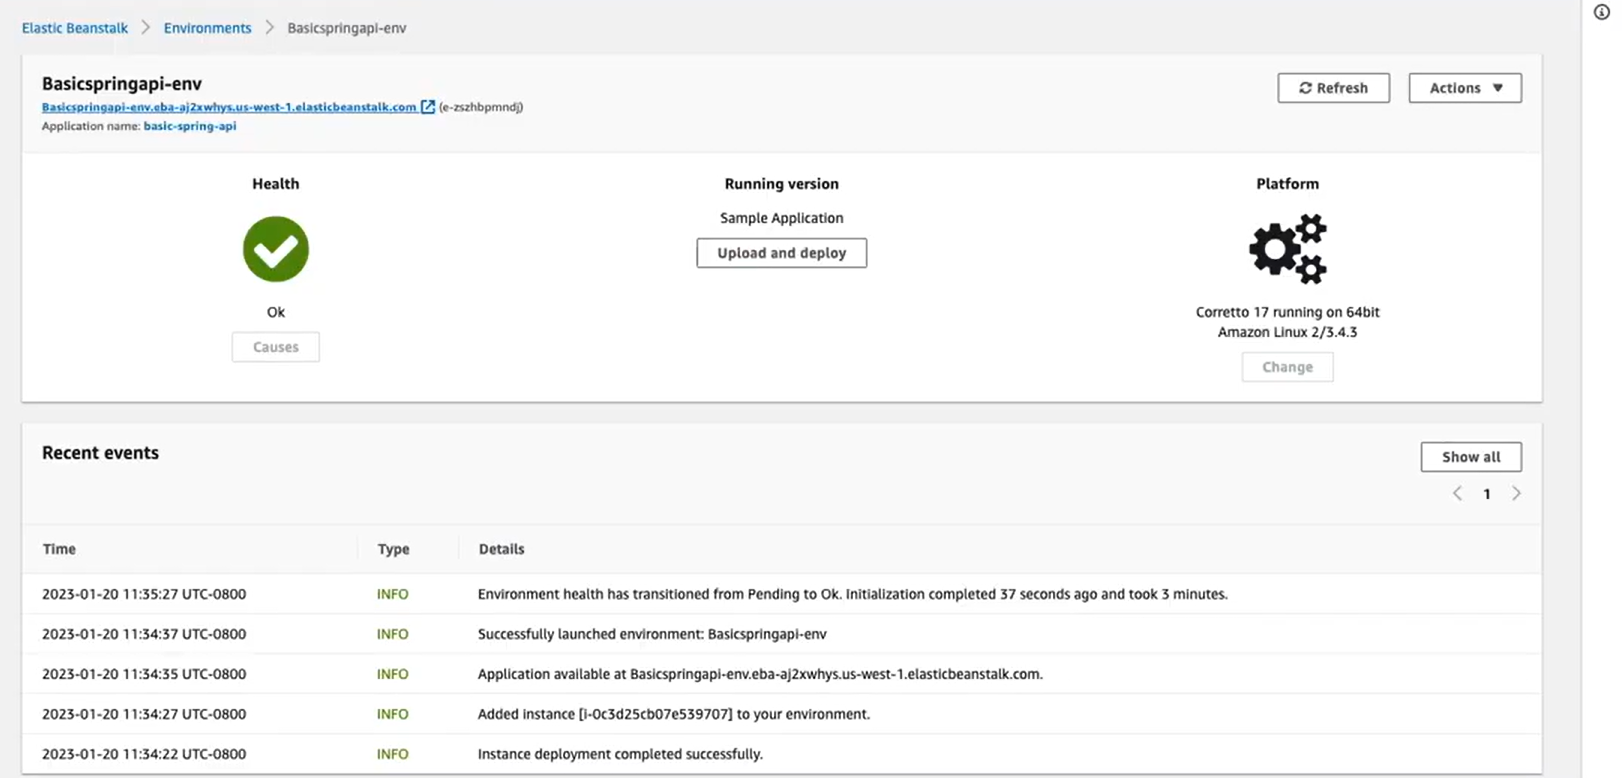 Elastic Beanstalk > Environments > Basicspringapi-env
Basicspringapi-env
Basicspringapi-env.eba-aj2xwhys.us-west-1.elasticbeanstalk.com (e-zszhbpmndj)
Application name: basic-spring-api
Refresh
Actions
Health
Ok
Causes
Running version
Sample Application
Upload and deploy
Platform
Corretto 17 running on 64bit
Amazon Linux 2/3.4.3
Change
Recent events
Show all
1
Time Type Details
2023-01-20 11:35:27 UTC-0800 INFO Environment health has transitioned from Pending to Ok. Initialization completed 37 seconds ago and took 3 minutes.
2023-01-20 11:34:37 UTC-0800 INFO Successfully launched environment: Basicspringapi-env
2023-01-20 11:34:35 UTC-0800 INFO Application available at Basicspringapi-env.eba-aj2xwhys.us-west-1.elasticbeanstalk.com.
2023-01-20 11:34:27 UTC-0800 INFO Added instance [i-0c3d25cb07e539707] to your environment.
2023-01-20 11:34:22 UTC-0800 INFO Instance deployment completed successfully.